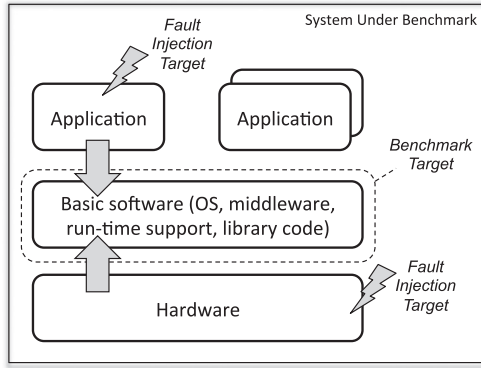 System Under Benchmark
Fault
Injection
Target
Application
Application
Benchmark
Target
Basic software (OS, middleware,
run-time support, library code)
Fault
Injection
Target
Hardware